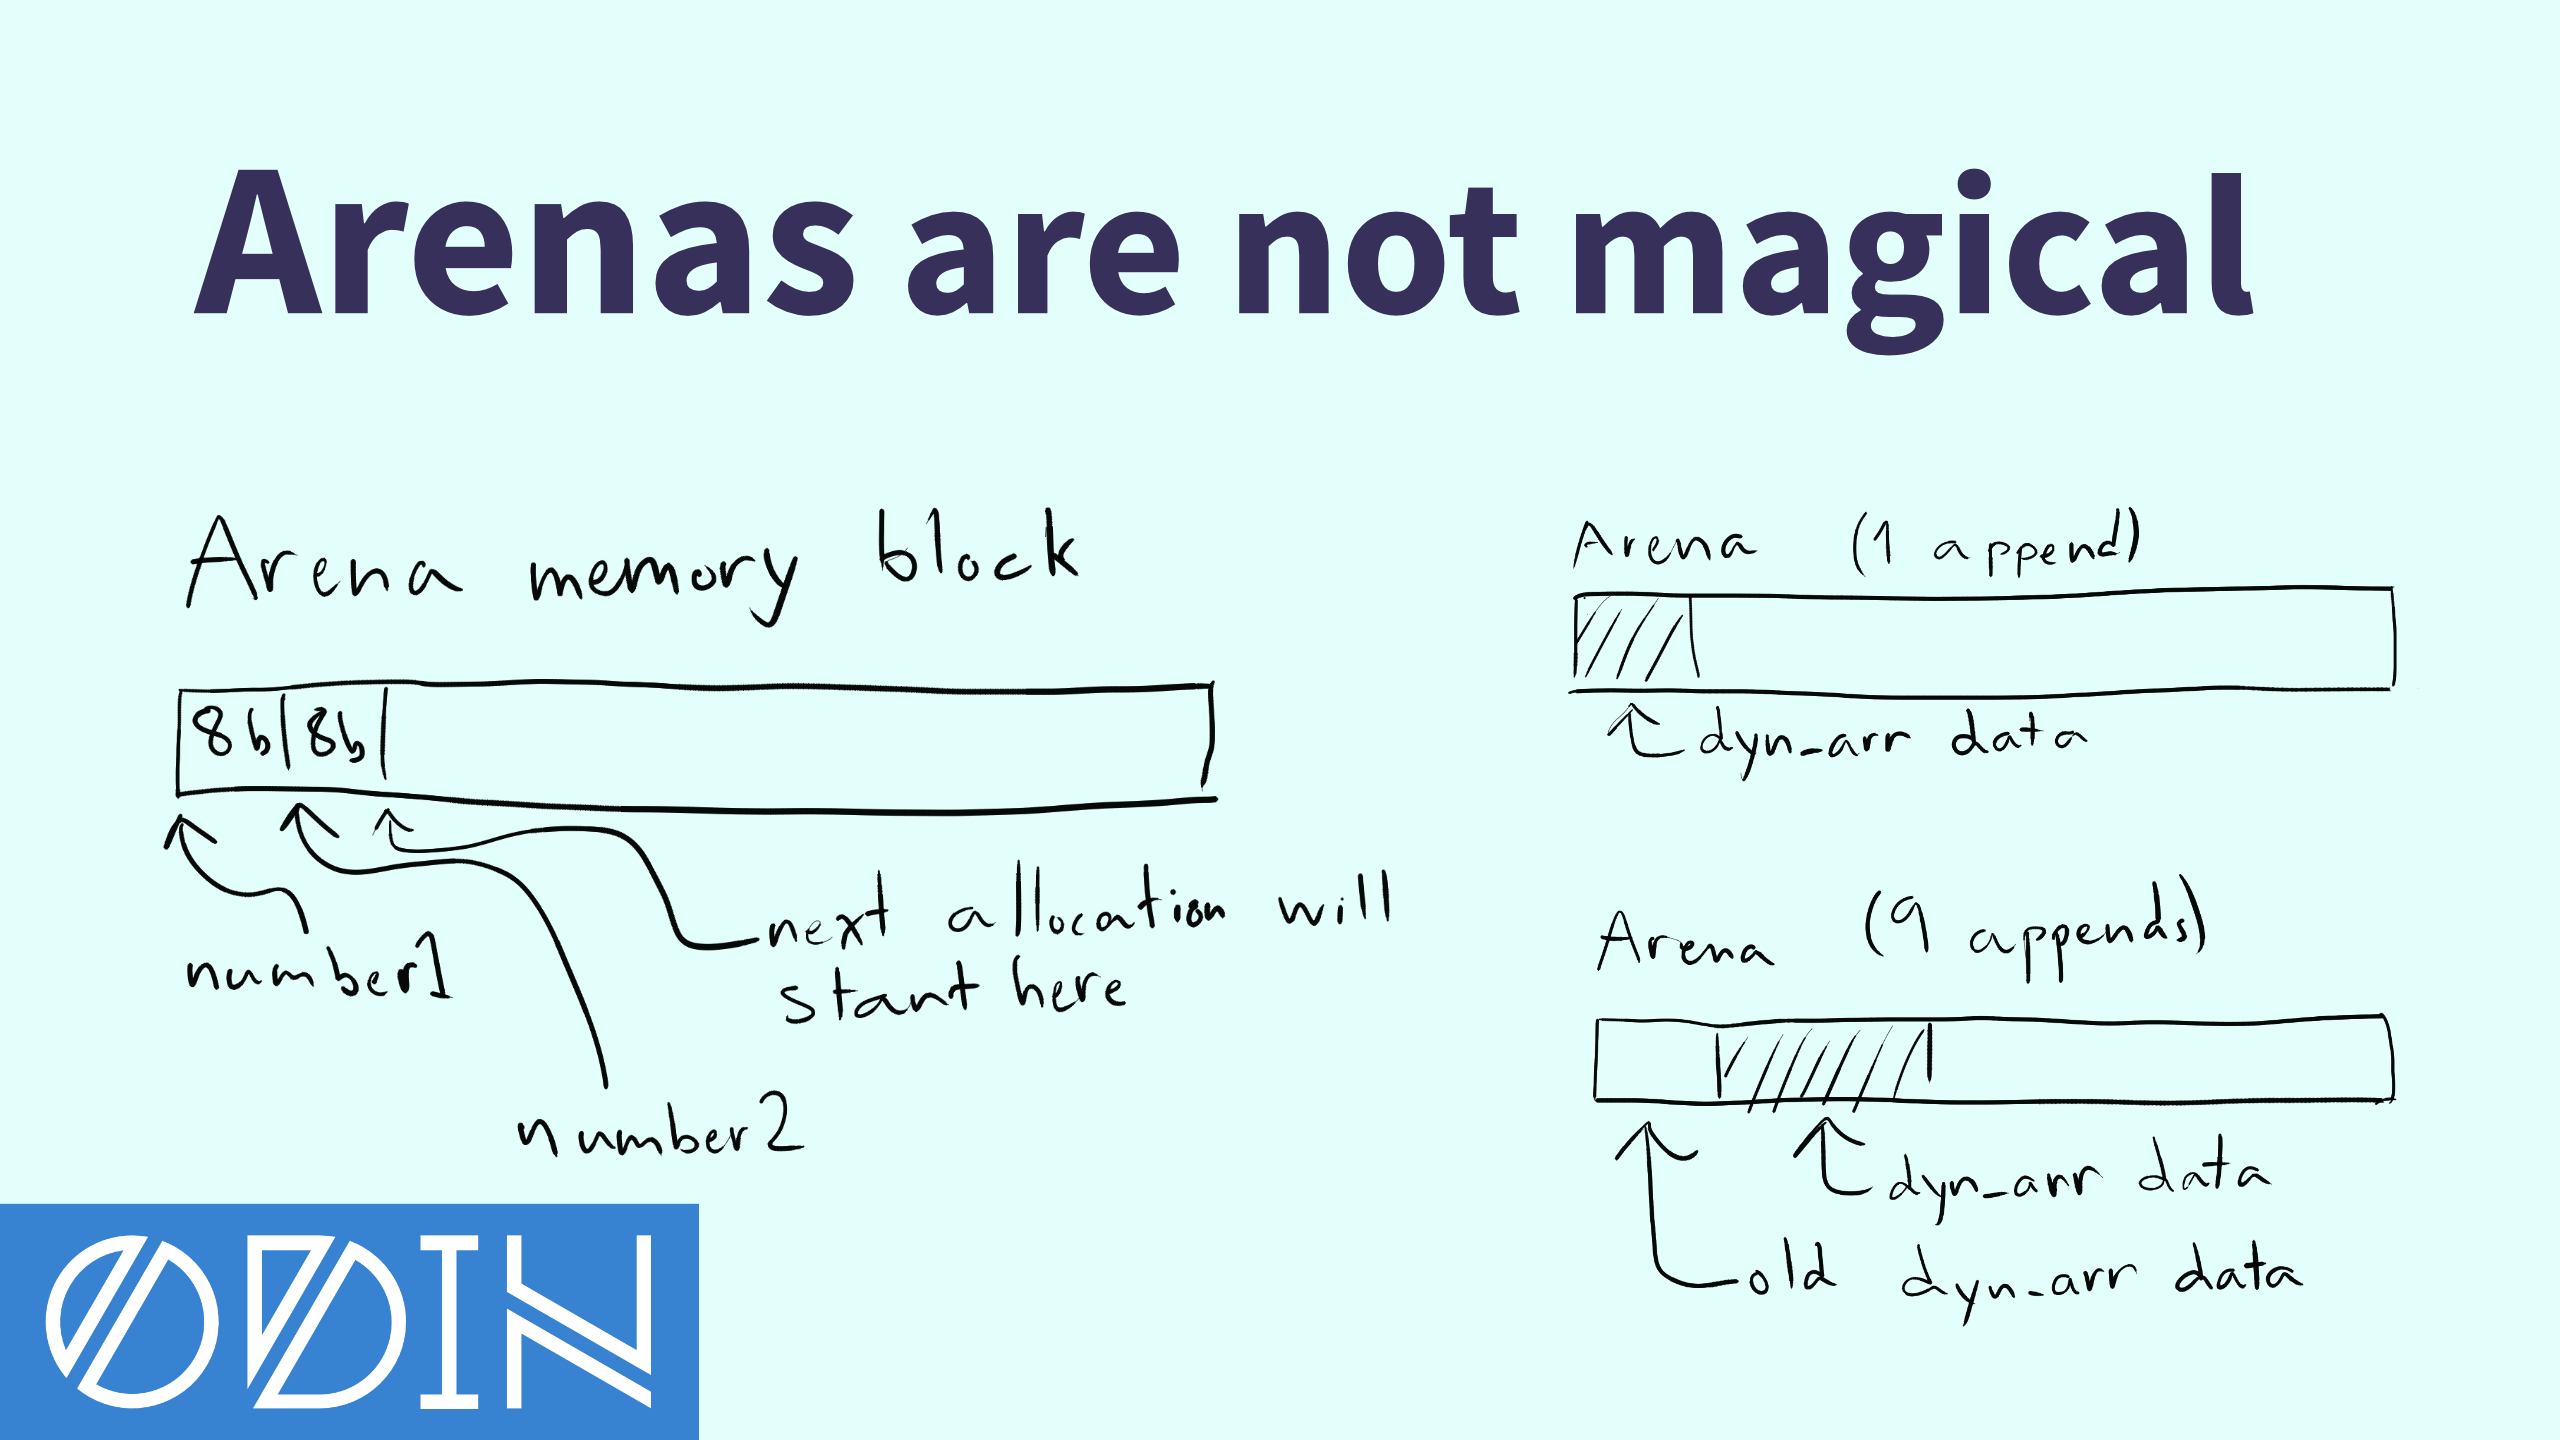 Arenas are not magical
Arena memory block
8b 8b
number1
number2
next allocation will
start here
Arena (1 append)
dyn_arr data
Arena (9 appends)
dyn_arr data
old dyn_arr data
ODIN